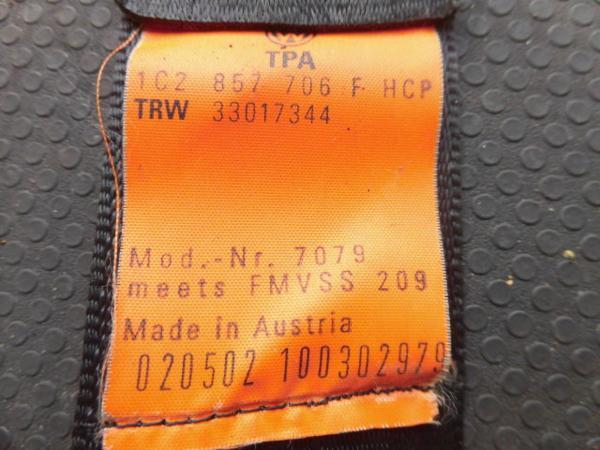 TPA
1C2 857 706 F HCP
TRW 33017344
Mod.-Nr. 7079
meets FMVSS 209
Made in Austria
020502 100302979